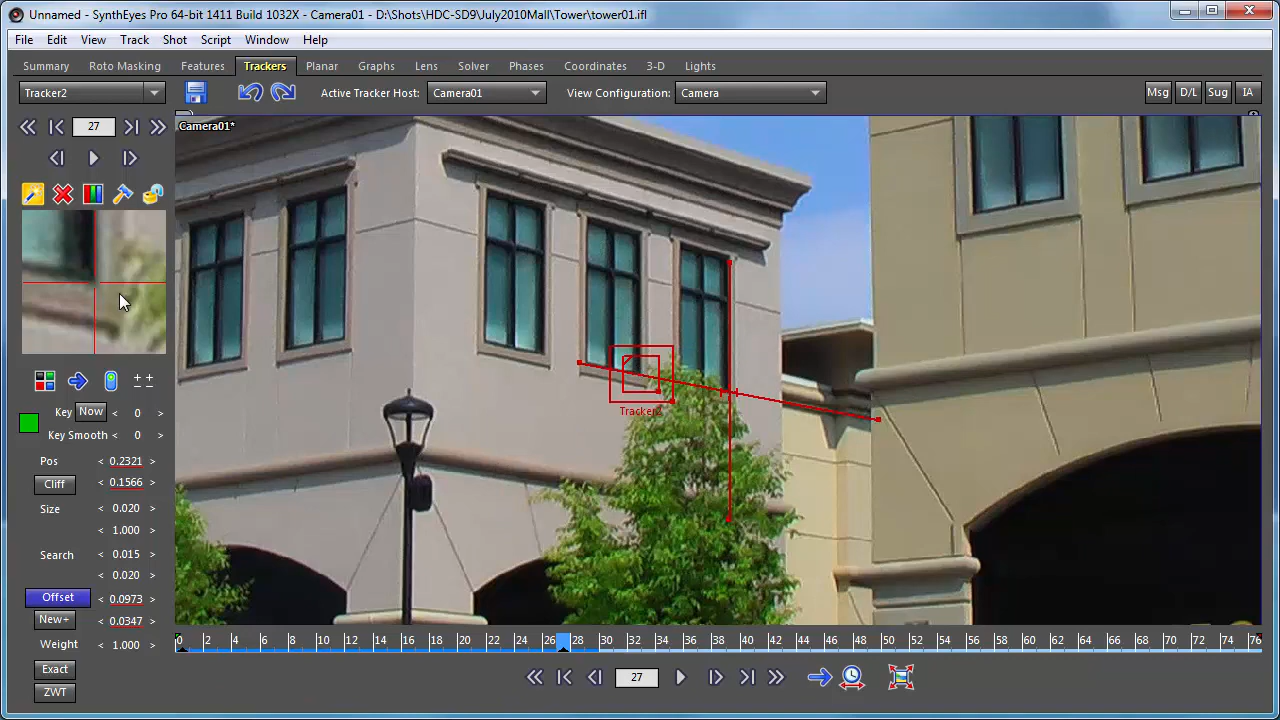 Unnamed - SynthEyes Pro 64-bit 1411 Build 1032X - Camera01 - D:\Shots\HDC-SD9\July2010Mall\Tower\tower01.ifl
File Edit View Track Shot Script Window Help
Summary Roto Masking Features Trackers Planar Graphs Lens Solver Phases Coordinates 3-D Lights
Tracker2 Active Tracker Host: Camera01 View Configuration: Camera Msg D/L Sug IA
27
Camera01*
Key Now < 0 >
Key Smooth < 0 >
Pos < 0.2321 >
Cliff < 0.1566 >
Size < 0.020 >
< 1.000 >
Search < 0.015 >
< 0.020 >
Offset < 0.0973 >
New+ < 0.0347 >
Weight < 1.000 >
Exact
ZWT
0 2 4 6 8 10 12 14 16 18 20 22 24 26 28 30 32 34 36 38 40 42 44 46 48 50 52 54 56 58 60 62 64 66 68 70 72 74 76
27